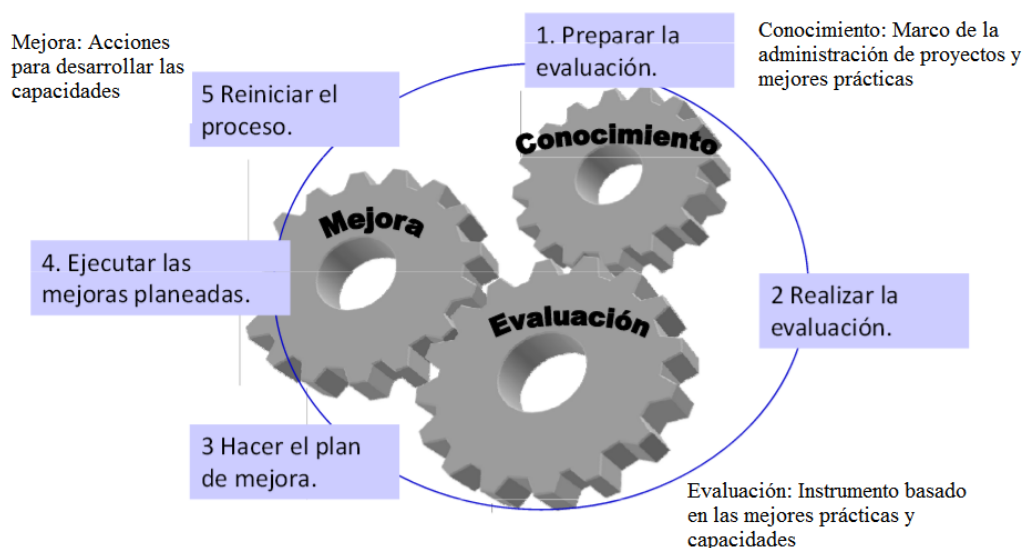 Mejora: Acciones
para desarrollar las
capacidades
1. Preparar la
evaluación.
Conocimiento: Marco de la
administración de proyectos y
mejores prácticas
5 Reiniciar el
proceso.
Conocimiento
Mejora
4. Ejecutar las
mejoras planeadas.
2 Realizar la
evaluación.
Evaluación
3 Hacer el plan
de mejora.
Evaluación: Instrumento basado
en las mejores prácticas y
capacidades